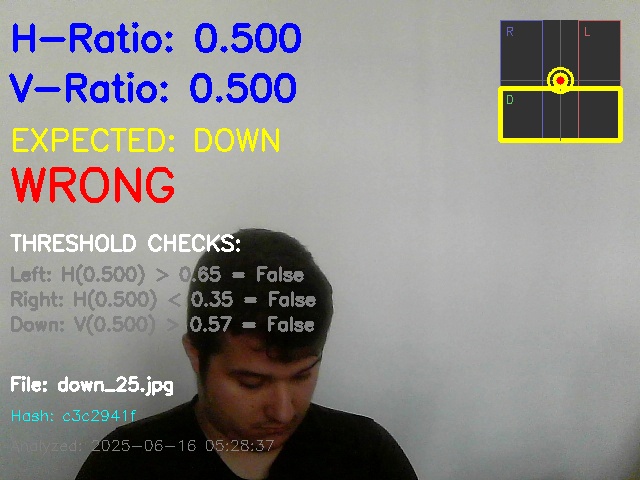 H-Ratio: 0.500
V-Ratio: 0.500
EXPECTED: DOWN
WRONG
THRESHOLD CHECKS:
Left: H(0.500) > 0.65 = False
Right: H(0.500) < 0.35 = False
Down: V(0.500) > 0.57 = False
File: down_25.jpg
Hash: c3c2941f
Analyzed: 2025-06-16 05:28:37
R L
D